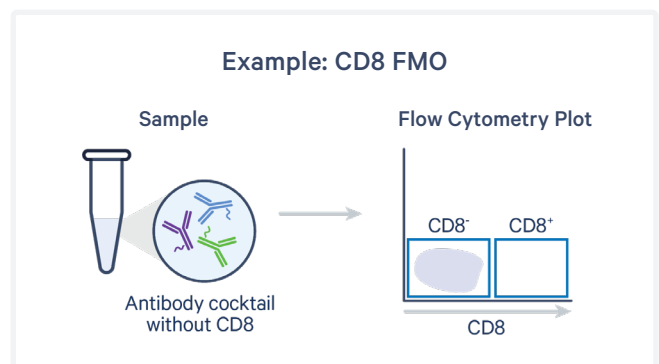 Example: CD8 FMO
Sample
Flow Cytometry Plot
CD8⁻
CD8⁺
Antibody cocktail
without CD8
CD8